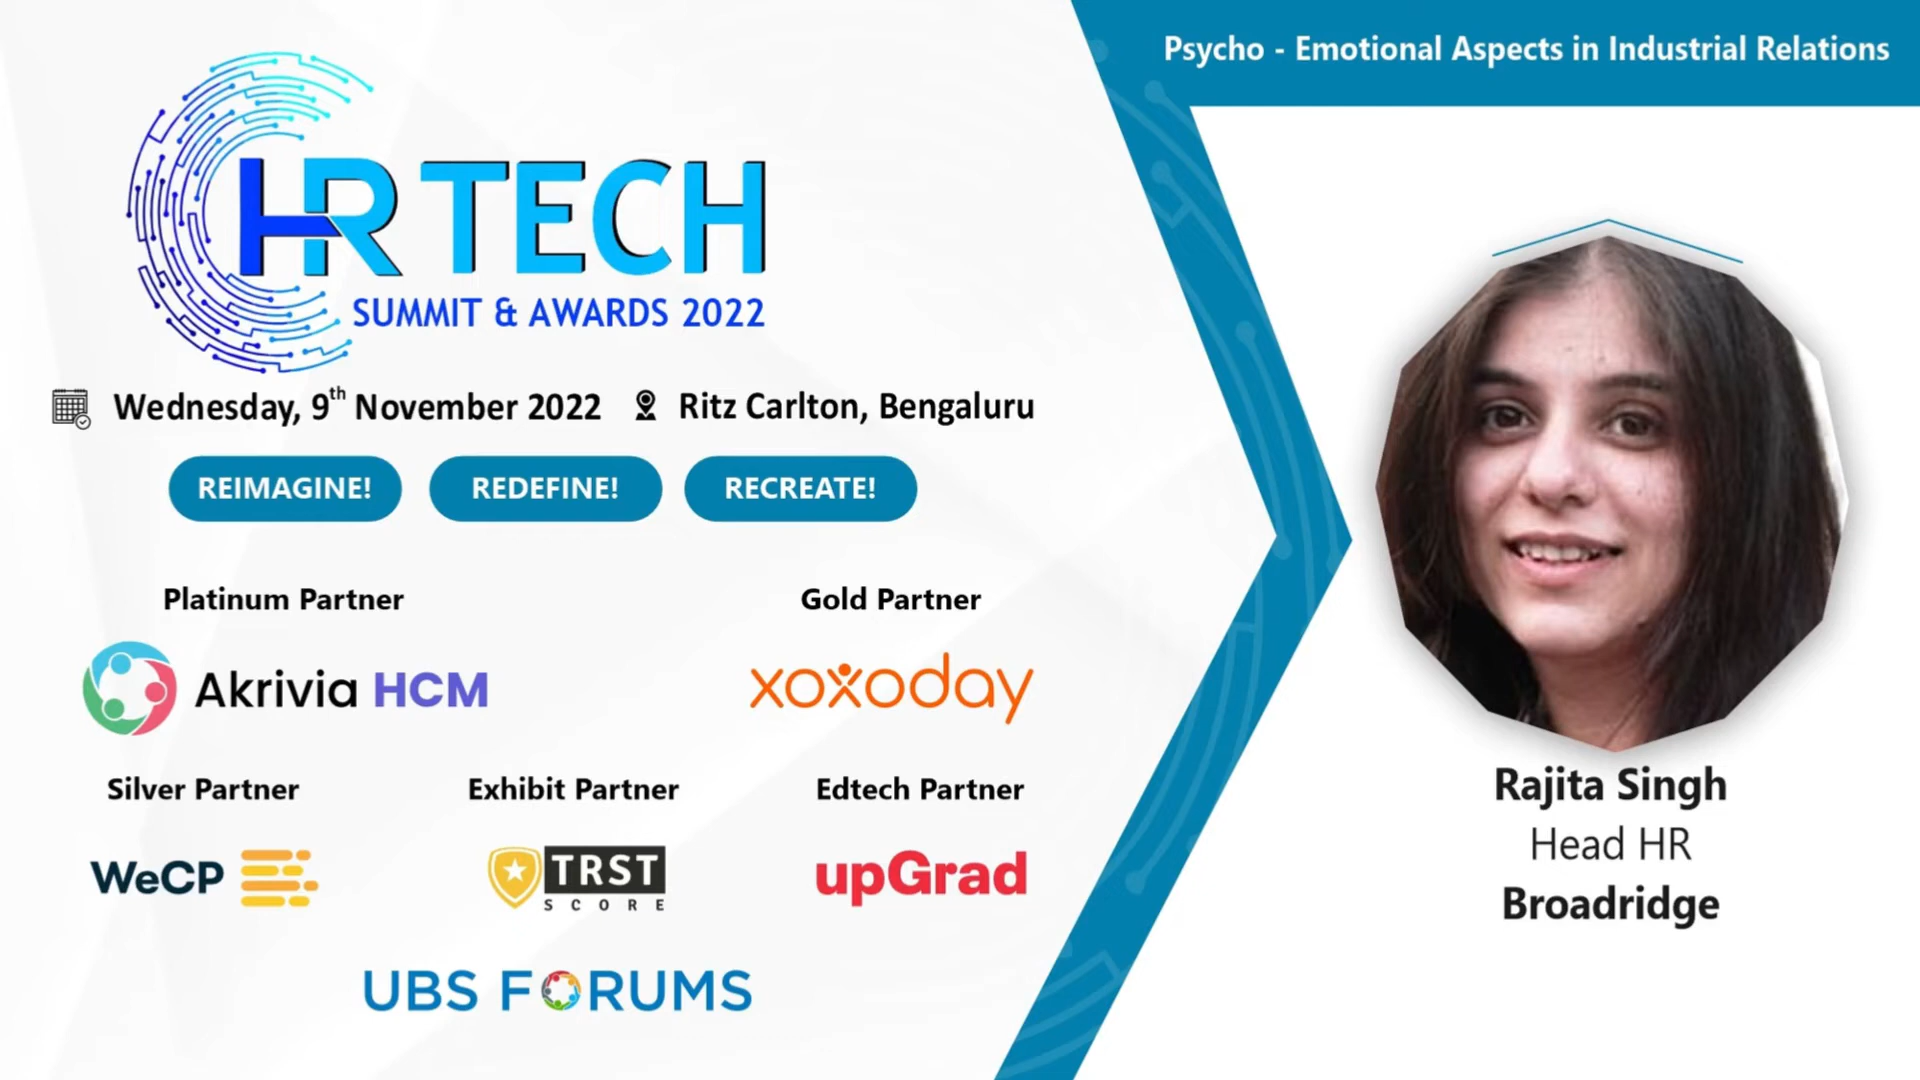 Psycho - Emotional Aspects in Industrial Relations
HR TECH
SUMMIT & AWARDS 2022
Wednesday, 9th November 2022 Ritz Carlton, Bengaluru
REIMAGINE! REDEFINE! RECREATE!
Platinum Partner Gold Partner
Akrivia HCM xoxoday
Silver Partner Exhibit Partner Edtech Partner
WeCP TRST SCORE upGrad
UBS FORUMS
Rajita Singh
Head HR
Broadridge